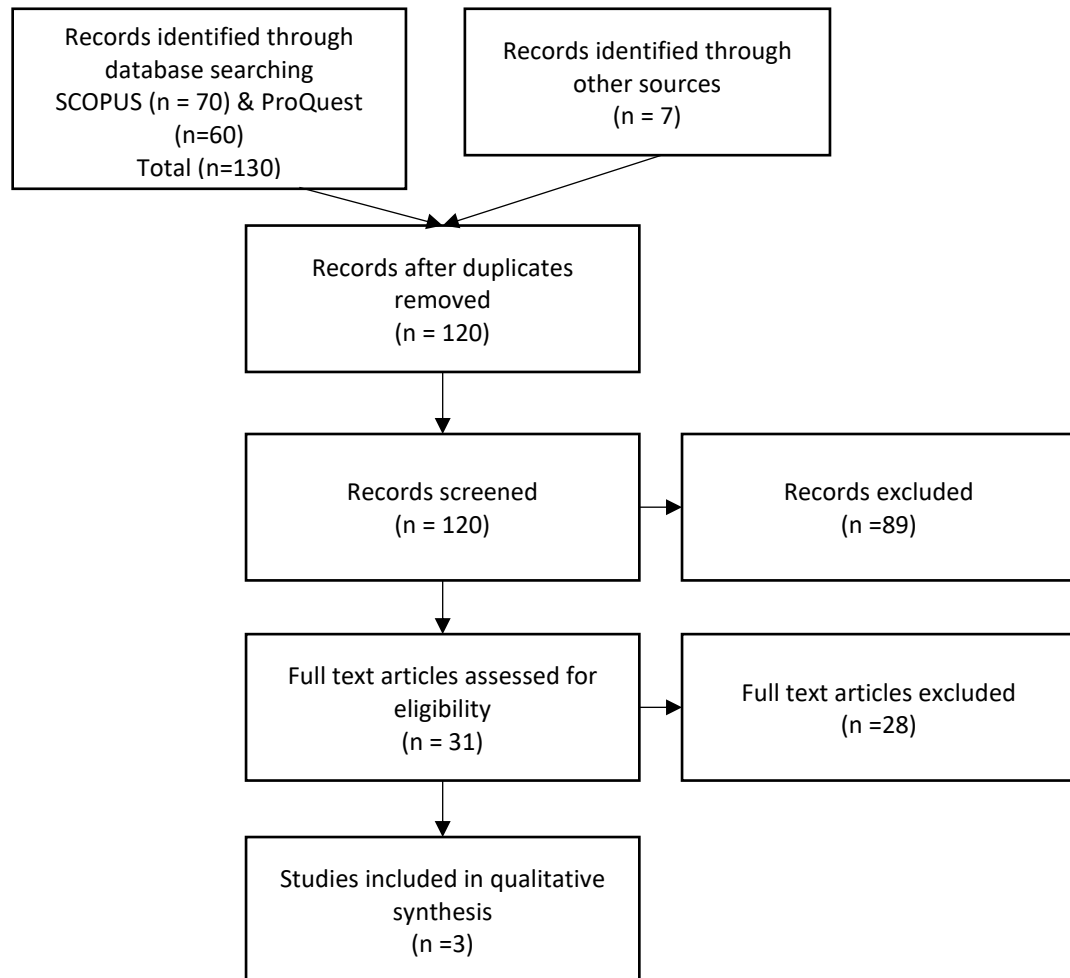 Records identified through
database searching
SCOPUS (n = 70) & ProQuest
(n=60)
Total (n=130)
Records identified through
other sources
(n = 7)
Records after duplicates
removed
(n = 120)
Records screened
(n = 120)
Records excluded
(n =89)
Full text articles assessed for
eligibility
(n = 31)
Full text articles excluded
(n =28)
Studies included in qualitative
synthesis
(n =3)